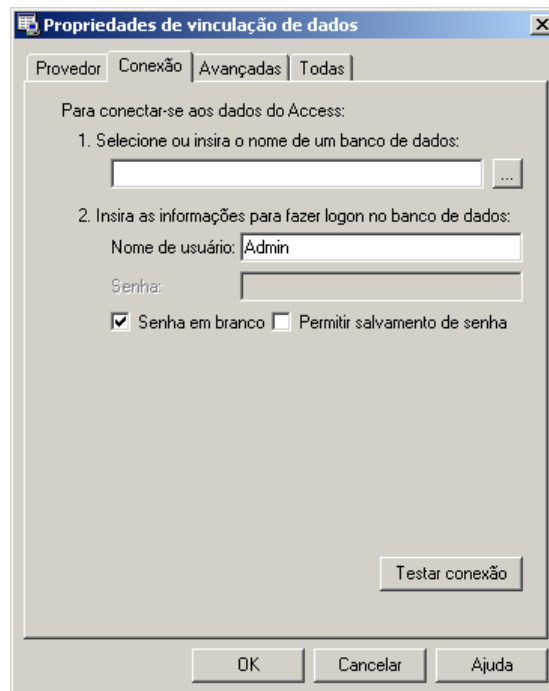 Propriedades de vinculação de dados
Provedor Conexão Avançadas Todas
Para conectar-se aos dados do Access:
1. Selecione ou insira o nome de um banco de dados:
...
2. Insira as informações para fazer logon no banco de dados:
Nome de usuário: Admin
Senha:
Senha em branco Permitir salvamento de senha
Testar conexão
OK Cancelar Ajuda